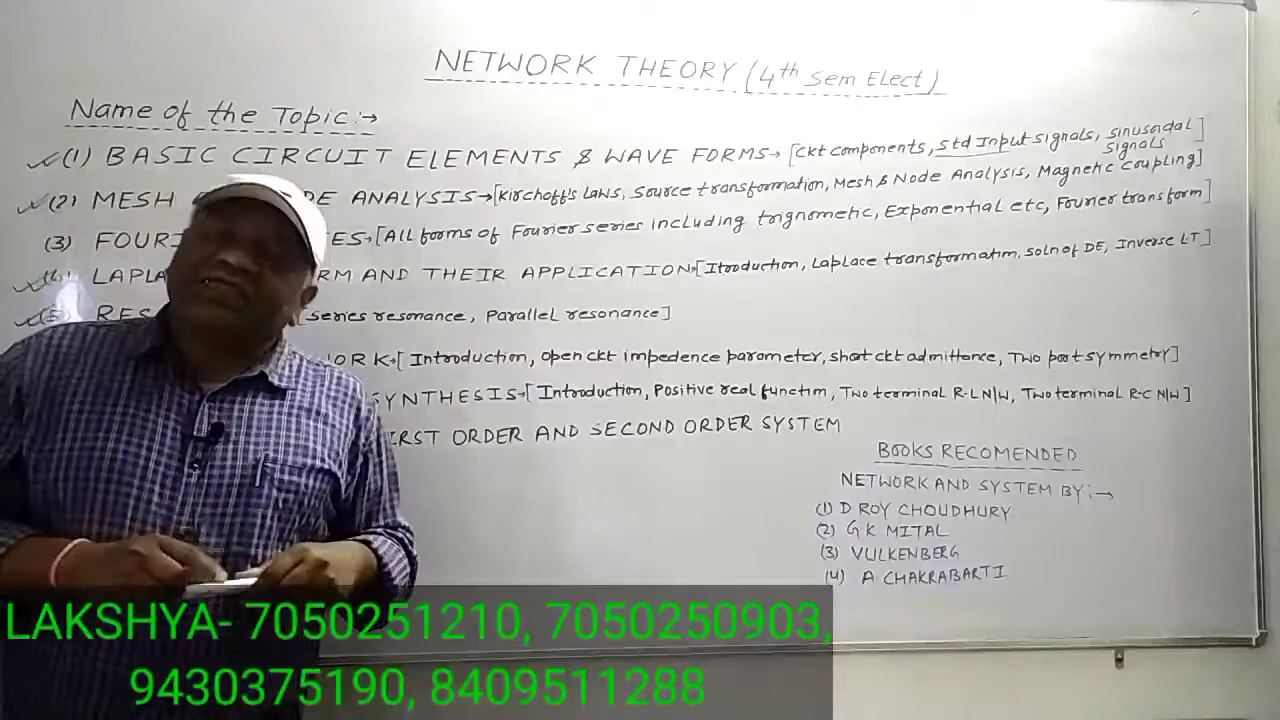 NETWORK THEORY (4th Sem Elect)
Name of the Topic:→
(1) BASIC CIRCUIT ELEMENTS & WAVE FORMS→[Ckt components, Std Input signals, sinusodal signals]
(2) MESH DE ANALYSIS→[Kirchoff's Laws, Source transformation, Mesh & Node Analysis, Magnetic coupling]
(3) FOURI ES→[All forms of Fourier series including trignometic, Exponential etc, Fourier transform]
(4) LAPLA RM AND THEIR APPLICATION→[Itroduction, Laplace transformation, soln of DE, Inverse LT]
(5) RES [series resonance, Parallel resonance]
ORK→[Introduction, open ckt impedence parameter, short ckt admittance, Two port symmetry]
SYNTHESIS→[Introduction, Positive real function, Two terminal R-L N/W, Two terminal R-C N/W]
IRST ORDER AND SECOND ORDER SYSTEM
BOOKS RECOMENDED
NETWORK AND SYSTEM BY:→
(1) D ROY CHOUDHURY
(2) G K MITAL
(3) VULKENBERG
(4) A CHAKRABARTI
LAKSHYA- 7050251210, 7050250903,
9430375190, 8409511288